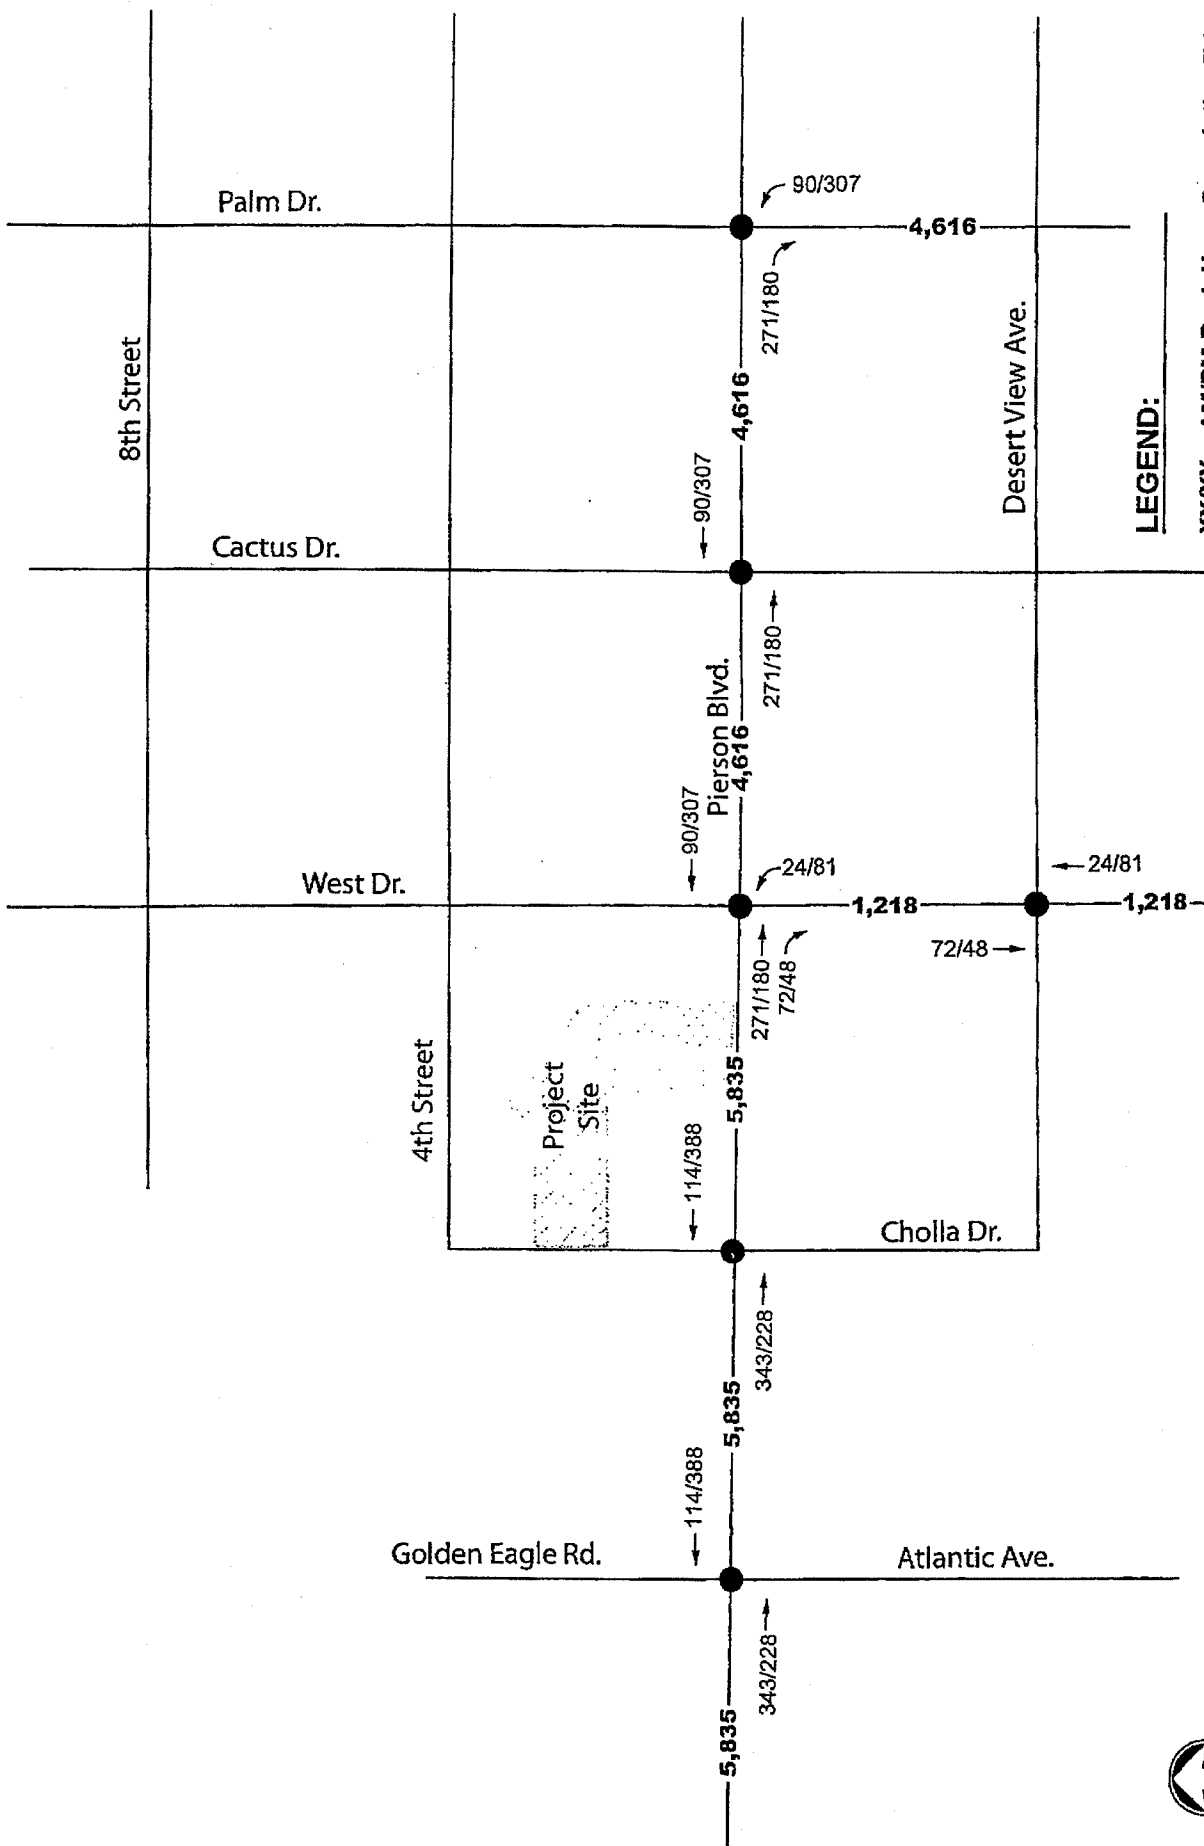 Palm Dr.
90/307
4,616
271/180
8th Street
4,616
Desert View Ave.
90/307
Cactus Dr.
271/180
LEGEND:
Pierson Blvd.
4,616
90/307
West Dr.
24/81
24/81
1,218
1,218
72/48
271/180
72/48
4th Street
Project
Site
5,835
114/388
Cholla Dr.
343/228
5,835
114/388
Golden Eagle Rd.
Atlantic Ave.
343/228
5,835